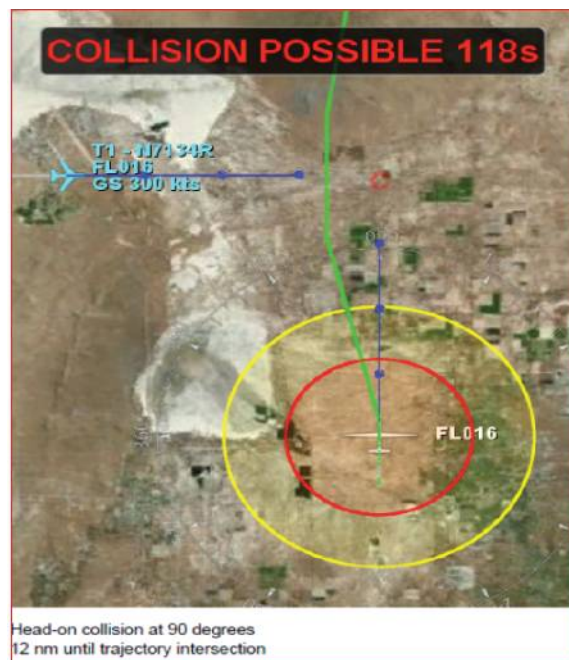 COLLISION POSSIBLE 118s
T1 - N7134R
FL016
GS 300 kts
FL016
Head-on collision at 90 degrees
12 nm until trajectory intersection